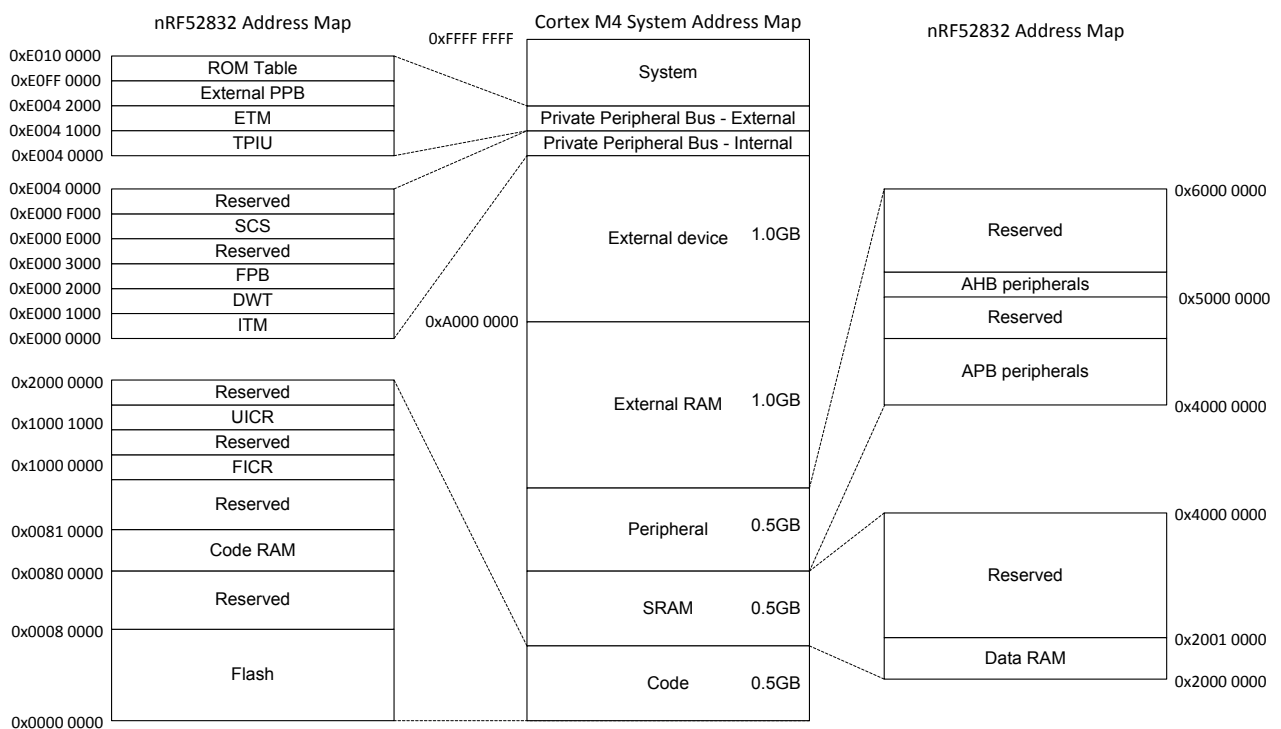 nRF52832 Address Map
0xE010 0000
ROM Table
0xE0FF 0000
External PPB
0xE004 2000
ETM
0xE004 1000
TPIU
0xE004 0000
0xE004 0000
Reserved
0xE000 F000
SCS
0xE000 E000
Reserved
0xE000 3000
FPB
0xE000 2000
DWT
0xE000 1000
ITM
0xE000 0000
0x2000 0000
Reserved
UICR
0x1000 1000
Reserved
0x1000 0000
FICR
Reserved
0x0081 0000
Code RAM
0x0080 0000
Reserved
0x0008 0000
Flash
0x0000 0000
Cortex M4 System Address Map
0xFFFF FFFF
System
Private Peripheral Bus - External
Private Peripheral Bus - Internal
External device 1.0GB
0xA000 0000
External RAM 1.0GB
Peripheral 0.5GB
SRAM 0.5GB
Code 0.5GB
nRF52832 Address Map
0x6000 0000
Reserved
AHB peripherals
0x5000 0000
Reserved
APB peripherals
0x4000 0000
0x4000 0000
Reserved
0x2001 0000
Data RAM
0x2000 0000